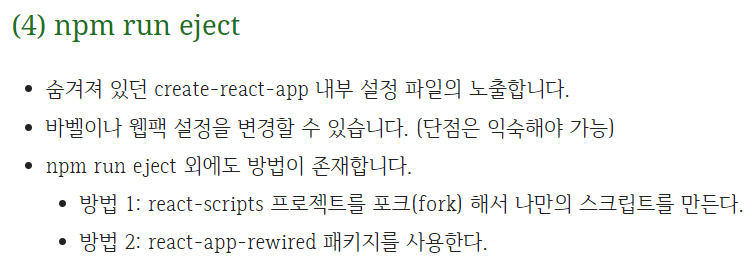 (4) npm run eject
숨겨져 있던 create-react-app 내부 설정 파일의 노출합니다.
바벨이나 웹팩 설정을 변경할 수 있습니다. (단점은 익숙해야 가능)
npm run eject 외에도 방법이 존재합니다.
방법 1: react-scripts 프로젝트를 포크(fork) 해서 나만의 스크립트를 만든다.
방법 2: react-app-rewired 패키지를 사용한다.